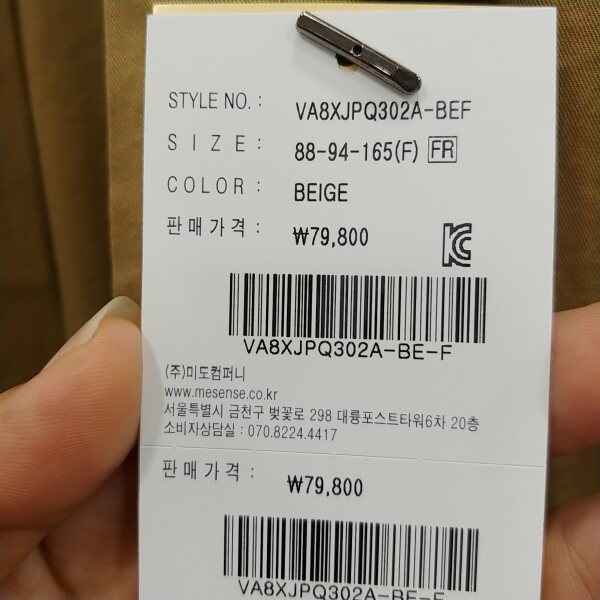 STYLE NO. : VA8XJPQ302A-BEF
SIZE : 88-94-165(F) FR
COLOR : BEIGE
판매가격 : ₩79,800
VA8XJPQ302A-BE-F
(주)미도컴퍼니
www.mesense.co.kr
서울특별시 금천구 벚꽃로 298 대륭포스트타워6차 20층
소비자상담실 : 070.8224.4417
판매가격 : ₩79,800
VA8XJPQ302A-BE-F